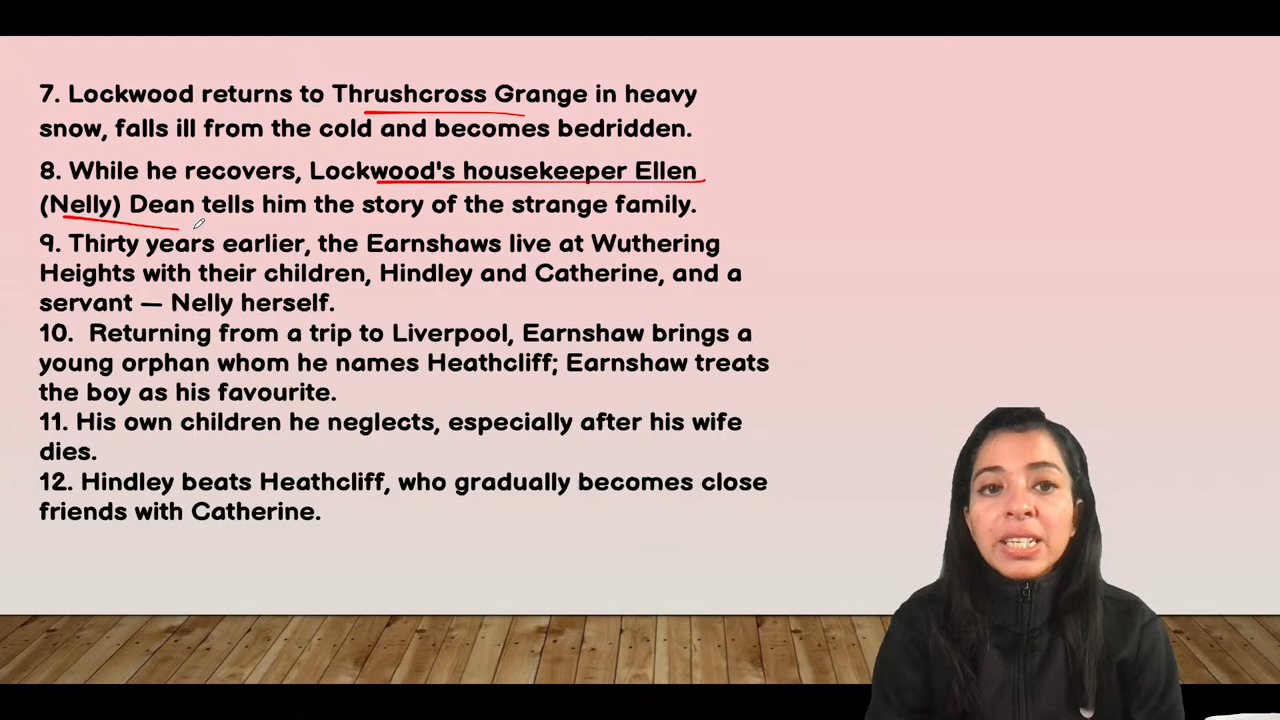 7. Lockwood returns to Thrushcross Grange in heavy
snow, falls ill from the cold and becomes bedridden.
8. While he recovers, Lockwood's housekeeper Ellen
(Nelly) Dean tells him the story of the strange family.
9. Thirty years earlier, the Earnshaws live at Wuthering
Heights with their children, Hindley and Catherine, and a
servant — Nelly herself.
10. Returning from a trip to Liverpool, Earnshaw brings a
young orphan whom he names Heathcliff; Earnshaw treats
the boy as his favourite.
11. His own children he neglects, especially after his wife
dies.
12. Hindley beats Heathcliff, who gradually becomes close
friends with Catherine.